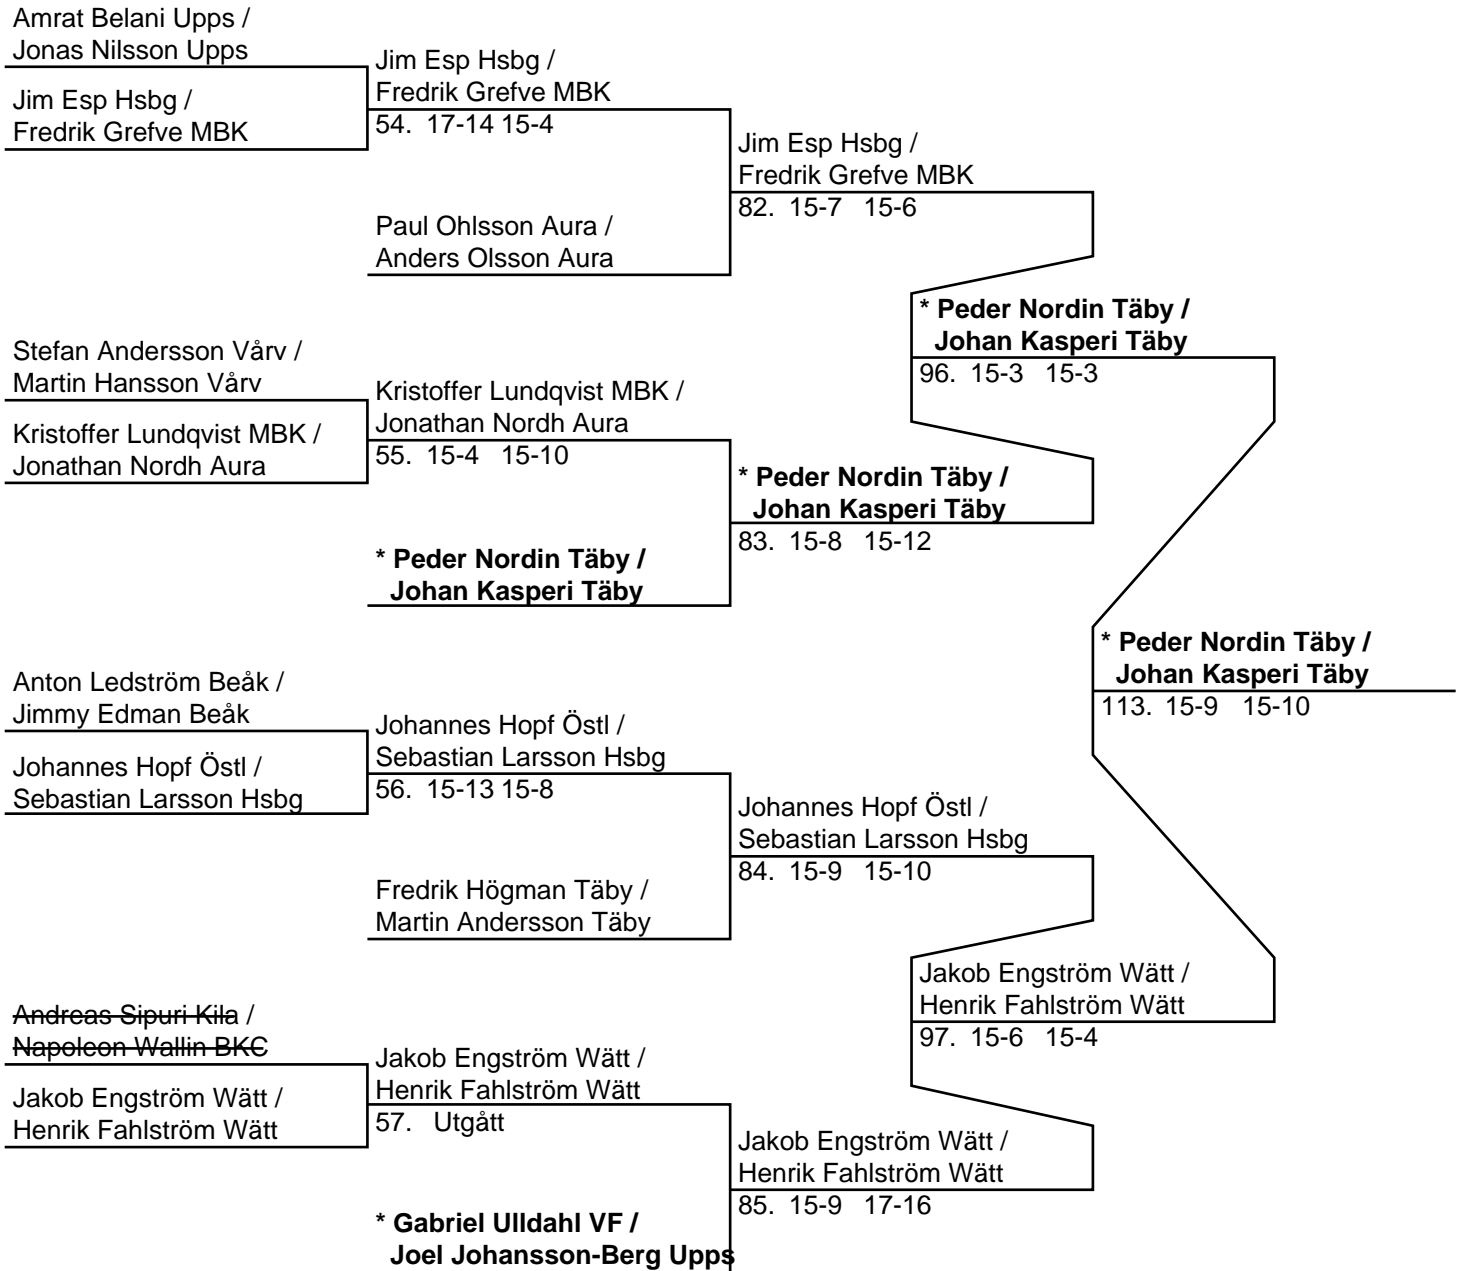 Amrat Belani Upps /
Jonas Nilsson Upps
Jim Esp Hsbg /
Fredrik Grefve MBK
Jim Esp Hsbg /
Fredrik Grefve MBK
54. 17-14 15-4
Paul Ohlsson Aura /
Anders Olsson Aura
Jim Esp Hsbg /
Fredrik Grefve MBK
82. 15-7 15-6
Stefan Andersson Vårv /
Martin Hansson Vårv
Kristoffer Lundqvist MBK /
Jonathan Nordh Aura
Kristoffer Lundqvist MBK /
Jonathan Nordh Aura
55. 15-4 15-10
* Peder Nordin Täby /
Johan Kasperi Täby
* Peder Nordin Täby /
Johan Kasperi Täby
83. 15-8 15-12
* Peder Nordin Täby /
Johan Kasperi Täby
96. 15-3 15-3
Anton Ledström Beåk /
Jimmy Edman Beåk
Johannes Hopf Östl /
Sebastian Larsson Hsbg
Johannes Hopf Östl /
Sebastian Larsson Hsbg
56. 15-13 15-8
Fredrik Högman Täby /
Martin Andersson Täby
Johannes Hopf Östl /
Sebastian Larsson Hsbg
84. 15-9 15-10
Andreas Sipuri Kila /
Napoleon Wallin BKC
Jakob Engström Wätt /
Henrik Fahlström Wätt
Jakob Engström Wätt /
Henrik Fahlström Wätt
57. Utgått
* Gabriel Ulldahl VF /
Joel Johansson-Berg Upps
Jakob Engström Wätt /
Henrik Fahlström Wätt
85. 15-9 17-16
Jakob Engström Wätt /
Henrik Fahlström Wätt
97. 15-6 15-4
* Peder Nordin Täby /
Johan Kasperi Täby
113. 15-9 15-10